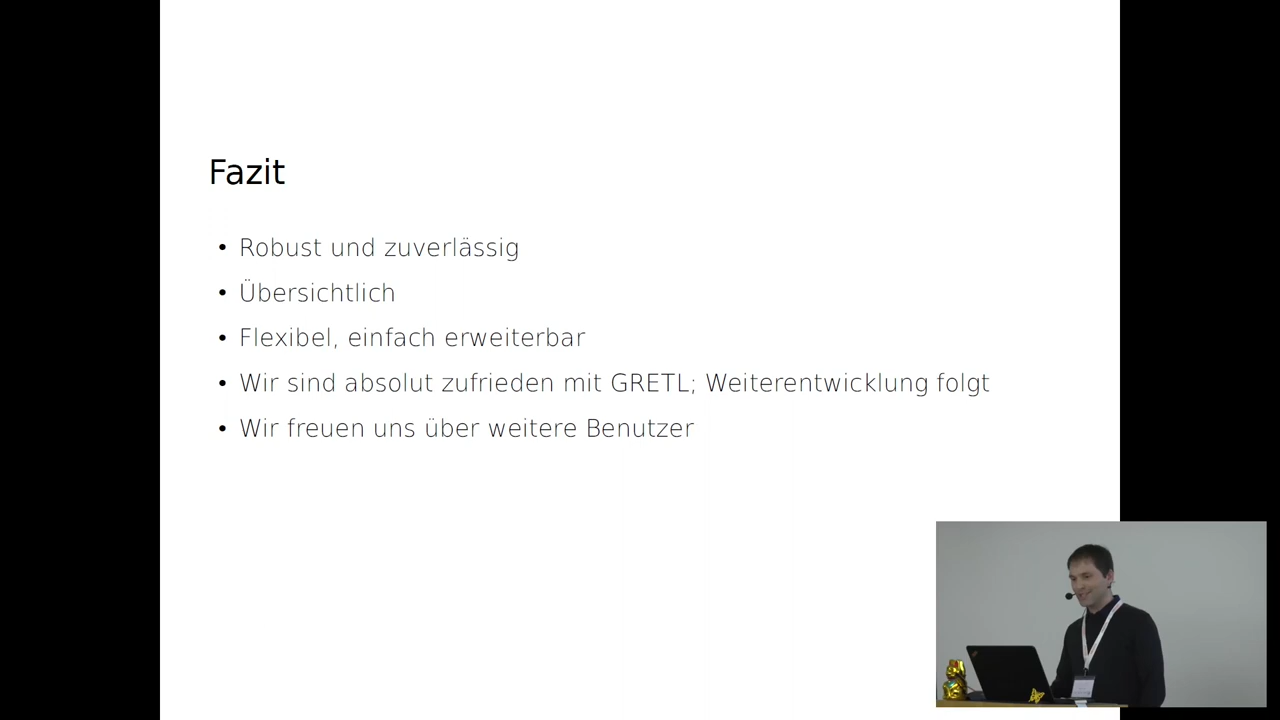 Fazit
• Robust und zuverlässig
• Übersichtlich
• Flexibel, einfach erweiterbar
• Wir sind absolut zufrieden mit GRETL; Weiterentwicklung folgt
• Wir freuen uns über weitere Benutzer